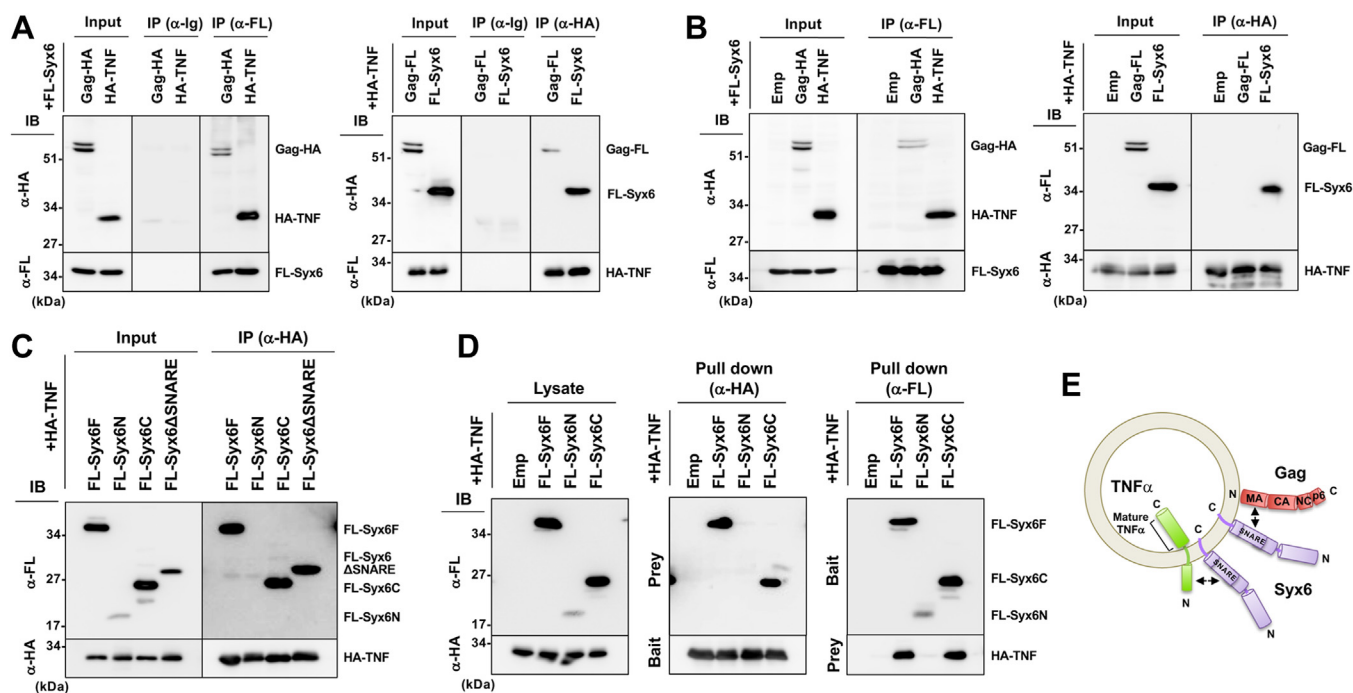 A
Input
IP (α-Ig)
IP (α-FL)
+FL-Syx6
Gag-HA
HA-TNF
Gag-HA
HA-TNF
Gag-HA
HA-TNF
IB
α-HA
51
34
27
Gag-HA
HA-TNF
α-FL
34
FL-Syx6
(kDa)
Input
IP (α-Ig)
IP (α-HA)
+HA-TNF
Gag-FL
FL-Syx6
Gag-FL
FL-Syx6
Gag-FL
FL-Syx6
IB
α-HA
51
34
27
Gag-FL
FL-Syx6
α-FL
34
HA-TNF
(kDa)
B
Input
IP (α-FL)
+FL-Syx6
Emp
Gag-HA
HA-TNF
Emp
Gag-HA
HA-TNF
IB
α-HA
51
34
27
Gag-HA
HA-TNF
α-FL
34
FL-Syx6
(kDa)
Input
IP (α-HA)
+HA-TNF
Emp
Gag-FL
FL-Syx6
Emp
Gag-FL
FL-Syx6
IB
α-FL
51
34
27
Gag-FL
FL-Syx6
α-HA
34
HA-TNF
(kDa)
C
Input
IP (α-HA)
+HA-TNF
FL-Syx6F
FL-Syx6N
FL-Syx6C
FL-Syx6ΔSNARE
FL-Syx6F
FL-Syx6N
FL-Syx6C
FL-Syx6ΔSNARE
IB
α-FL
34
27
17
FL-Syx6F
FL-Syx6
ΔSNARE
FL-Syx6C
FL-Syx6N
α-HA
34
HA-TNF
(kDa)
D
Lysate
Pull down
(α-HA)
Pull down
(α-FL)
+HA-TNF
Emp
FL-Syx6F
FL-Syx6N
FL-Syx6C
+HA-TNF
Emp
FL-Syx6F
FL-Syx6N
FL-Syx6C
+HA-TNF
Emp
FL-Syx6F
FL-Syx6N
FL-Syx6C
IB
α-FL
34
27
17
Prey
Bait
FL-Syx6F
FL-Syx6C
FL-Syx6N
α-HA
34
Bait
Prey
HA-TNF
(kDa)
E
Gag
N
MA
CA
NC
p6
C
TNFα
C
Mature
TNFα
C
C
SNARE
N
SNARE
Syx6
N
N